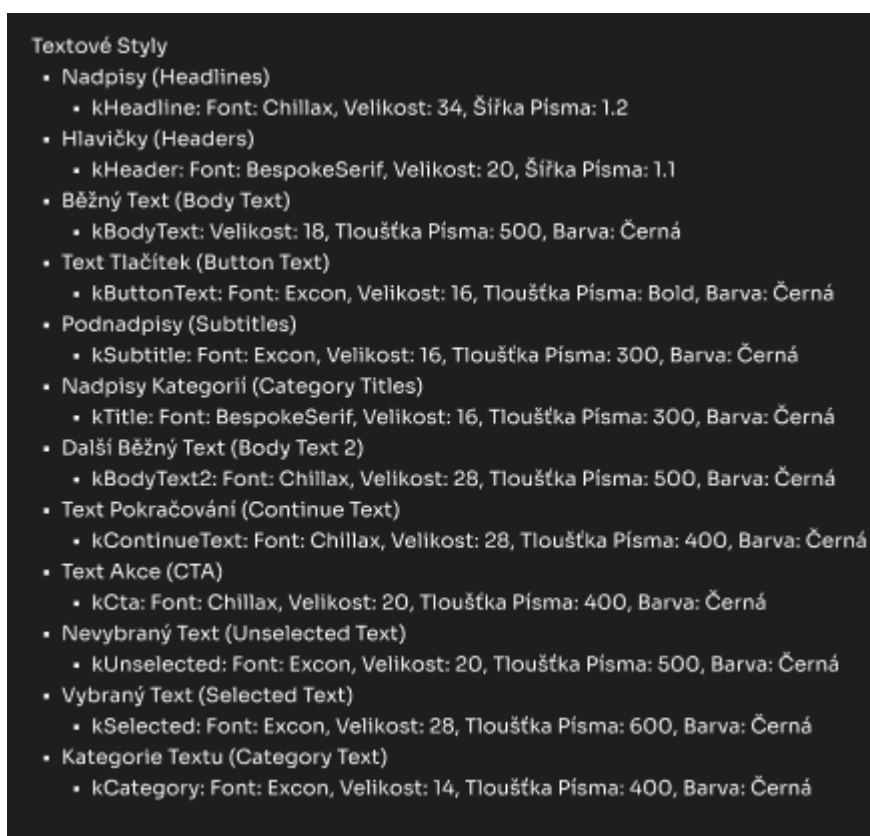 Textové Styly
• Nadpisy (Headlines)
• kHeadline: Font: Chillax, Velikost: 34, Šířka Písma: 1.2
• Hlavičky (Headers)
• kHeader: Font: BespokeSerif, Velikost: 20, Šířka Písma: 1.1
• Běžný Text (Body Text)
• kBodyText: Velikost: 18, Tloušťka Písma: 500, Barva: Černá
• Text Tlačítek (Button Text)
• kButtonText: Font: Excon, Velikost: 16, Tloušťka Písma: Bold, Barva: Černá
• Podnadpisy (Subtitles)
• kSubtitle: Font: Excon, Velikost: 16, Tloušťka Písma: 300, Barva: Černá
• Nadpisy Kategorií (Category Titles)
• kTitle: Font: BespokeSerif, Velikost: 16, Tloušťka Písma: 300, Barva: Černá
• Další Běžný Text (Body Text 2)
• kBodyText2: Font: Chillax, Velikost: 28, Tloušťka Písma: 500, Barva: Černá
• Text Pokračování (Continue Text)
• kContinueText: Font: Chillax, Velikost: 28, Tloušťka Písma: 400, Barva: Černá
• Text Akce (CTA)
• kCta: Font: Chillax, Velikost: 20, Tloušťka Písma: 400, Barva: Černá
• Nevybraný Text (Unselected Text)
• kUnselected: Font: Excon, Velikost: 20, Tloušťka Písma: 500, Barva: Černá
• Vybraný Text (Selected Text)
• kSelected: Font: Excon, Velikost: 28, Tloušťka Písma: 600, Barva: Černá
• Kategorie Textu (Category Text)
• kCategory: Font: Excon, Velikost: 14, Tloušťka Písma: 400, Barva: Černá